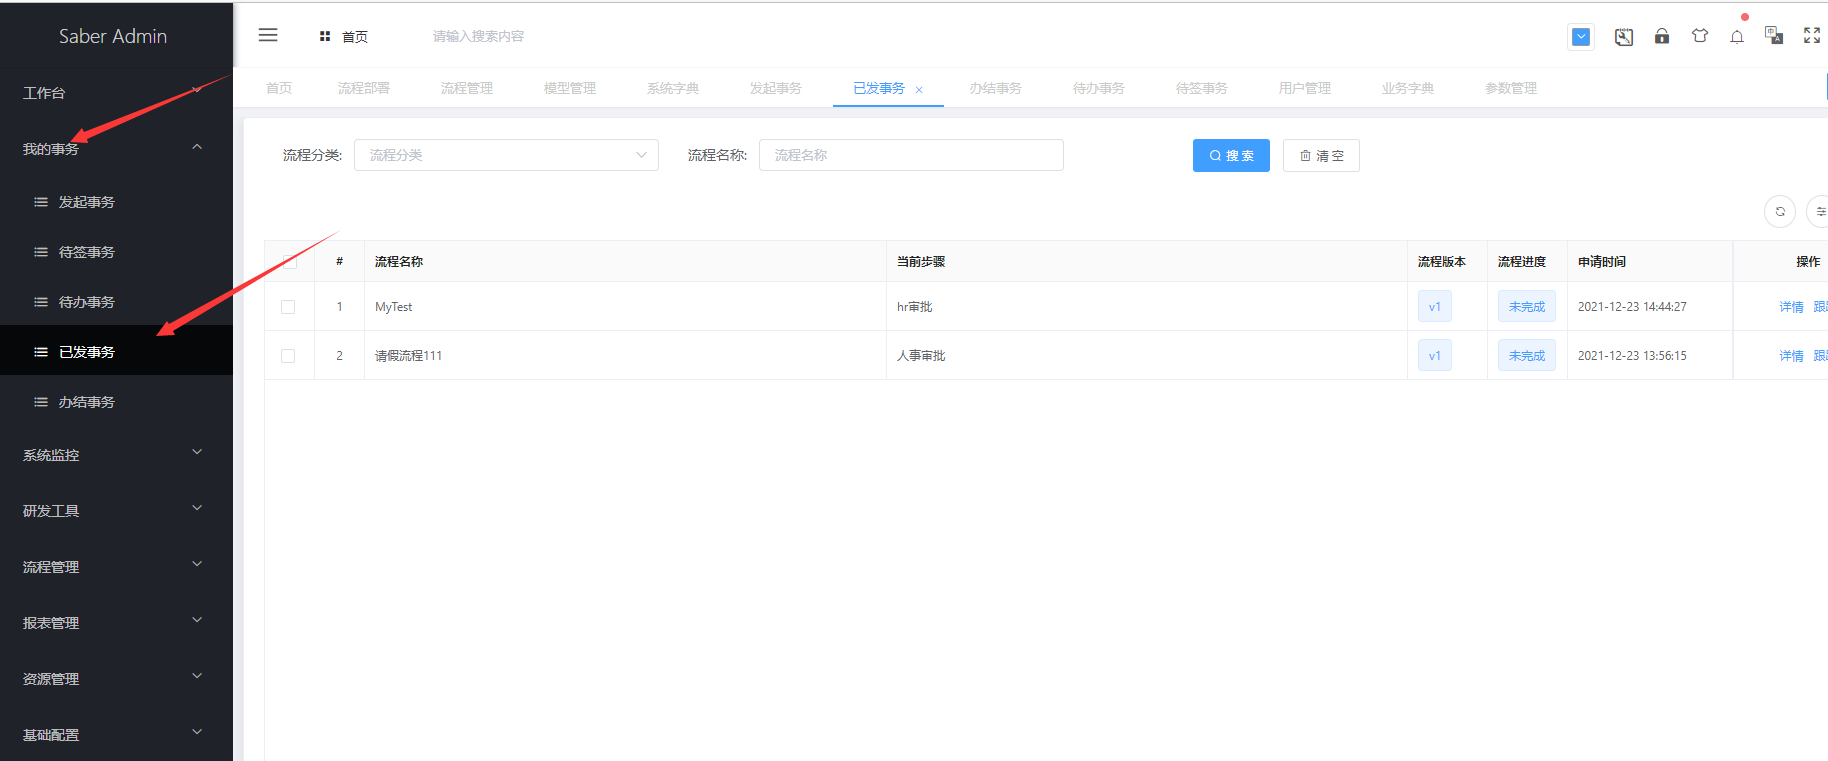 Saber Admin
首页
请输入搜索内容
工作台
我的事务
发起事务
待签事务
待办事务
已发事务
办结事务
系统监控
研发工具
流程管理
报表管理
资源管理
基础配置
首页 流程部署 流程管理 模型管理 系统字典 发起事务 已发事务 办结事务 待办事务 待签事务 用户管理 业务字典 参数管理
流程分类: 流程分类 流程名称: 流程名称 搜索 清空
# 流程名称 当前步骤 流程版本 流程进度 申请时间 操作
1 MyTest hr审批 v1 未完成 2021-12-23 14:44:27 详情
2 请假流程111 人事审批 v1 未完成 2021-12-23 13:56:15 详情